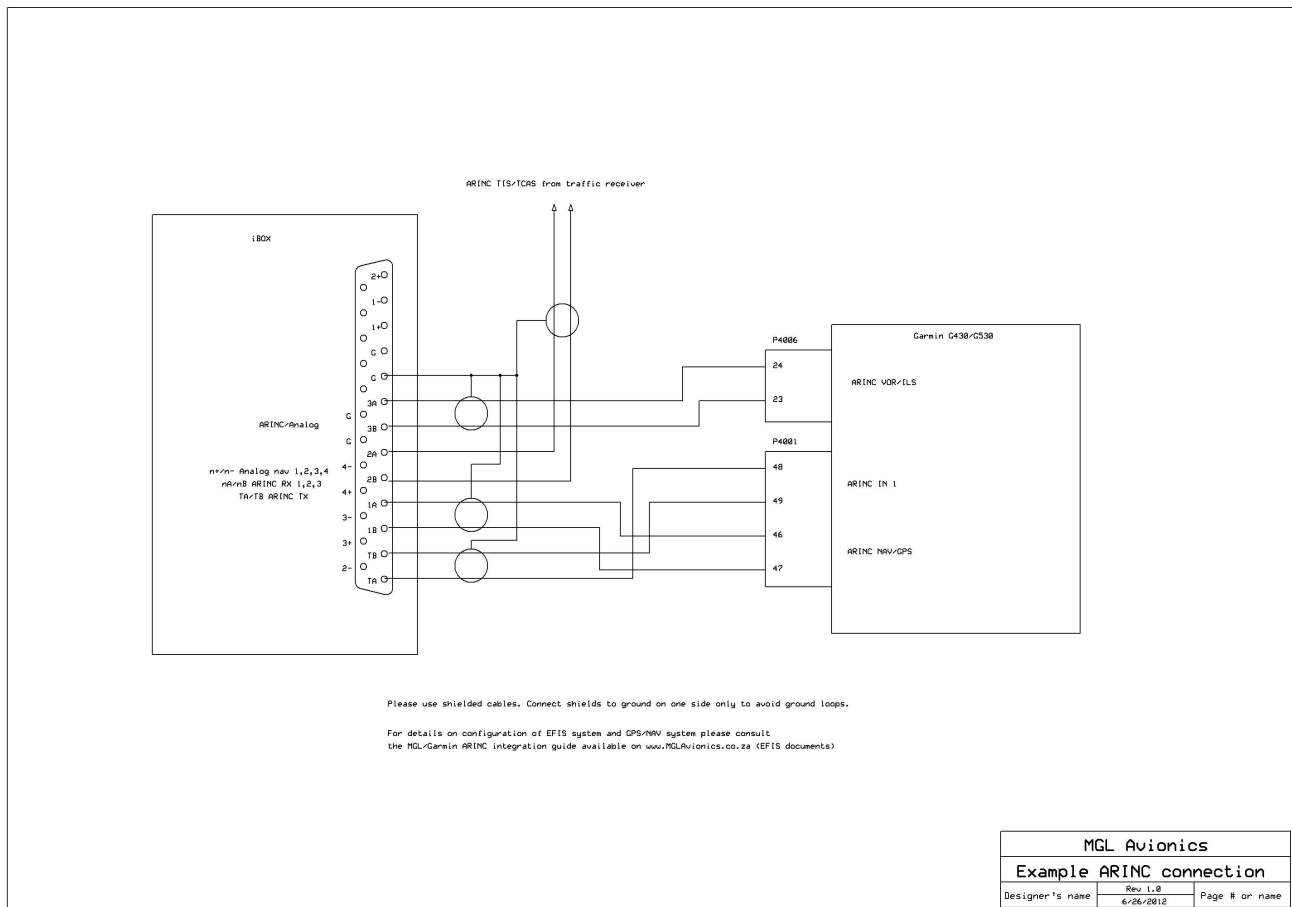 ARINC TIS/TCAS from traffic receiver
iBOX
2+
1-
1+
G
G
3A
G
3B
G
2A
4-
2B
4+
1A
3-
1B
3+
TB
2-
TA
ARINC/Analog
n+/n- Analog nav 1,2,3,4
nA/nB ARINC RX 1,2,3
TA/TB ARINC TX
P4006
24
23
P4001
48
49
46
47
Garmin G430/G530
ARINC VOR/ILS
ARINC IN 1
ARINC NAV/GPS
Please use shielded cables. Connect shields to ground on one side only to avoid ground loops.
For details on configuration of EFIS system and GPS/NAV system please consult
the MGL/Garmin ARINC integration guide available on www.MGLAvionics.co.za (EFIS documents)
MGL Avionics
Example ARINC connection
Designer's name
Rev 1.0
6/26/2012
Page # or name